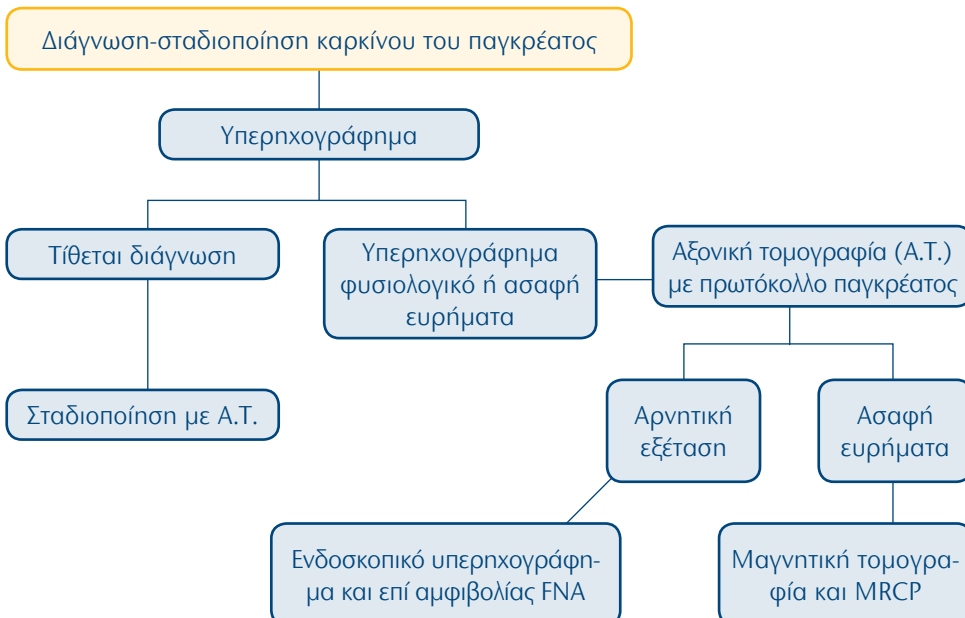 Διάγνωση-σταδιοποίηση καρκίνου του παγκρέατος
Υπερηχογράφημα
Τίθεται διάγνωση
Υπερηχογράφημα
φυσιολογικό ή ασαφή
ευρήματα
Αξονική τομογραφία (Α.Τ.)
με πρωτόκολλο παγκρέατος
Σταδιοποίηση με Α.Τ.
Αρνητική
εξέταση
Ασαφή
ευρήματα
Ενδοσκοπικό υπερηχογράφη-
μα και επί αμφιβολίας FNA
Μαγνητική τομογρα-
φία και MRCP